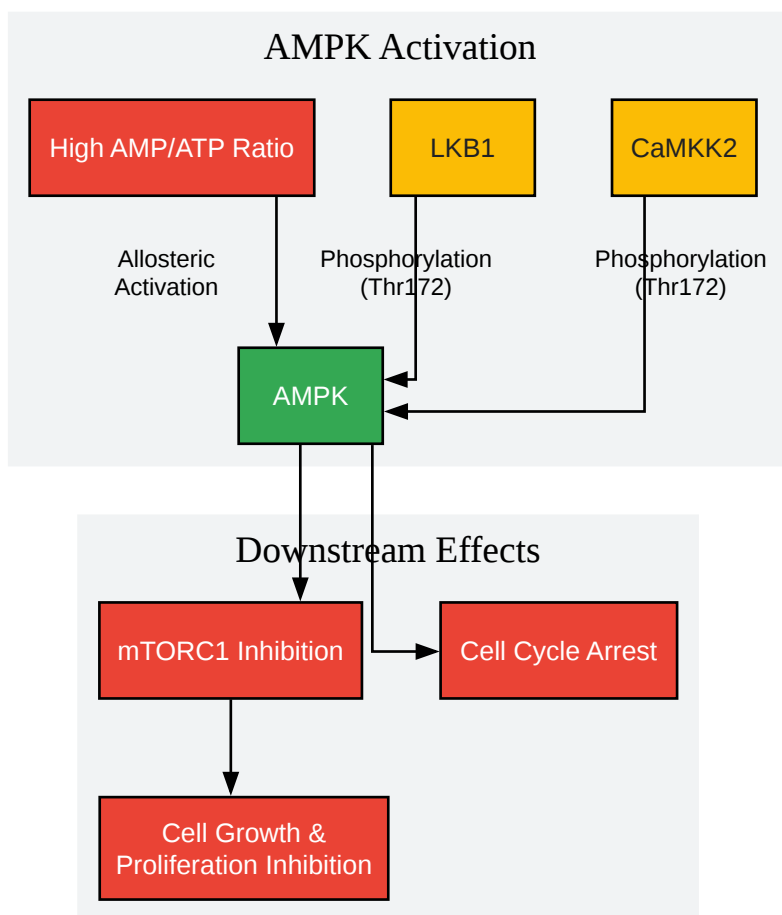 AMPK Activation
High AMP/ATP Ratio
LKB1
CaMKK2
Allosteric
Activation
Phosphorylation
(Thr172)
Phosphorylation
(Thr172)
AMPK
Downstream Effects
mTORC1 Inhibition
Cell Cycle Arrest
Cell Growth &
Proliferation Inhibition